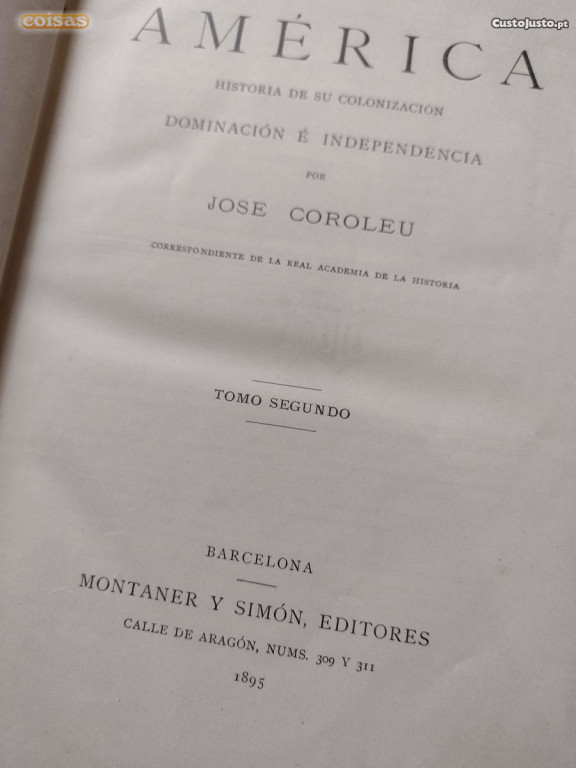 coisas
CustoJusto.pt
AMÉRICA
HISTORIA DE SU COLONIZACIÓN
DOMINACIÓN É INDEPENDENCIA
POR
JOSE COROLEU
CORRESPONDIENTE DE LA REAL ACADEMIA DE LA HISTORIA
TOMO SEGUNDO
BARCELONA
MONTANER Y SIMÓN, EDITORES
CALLE DE ARAGÓN, NUMS. 309 Y 311
1895